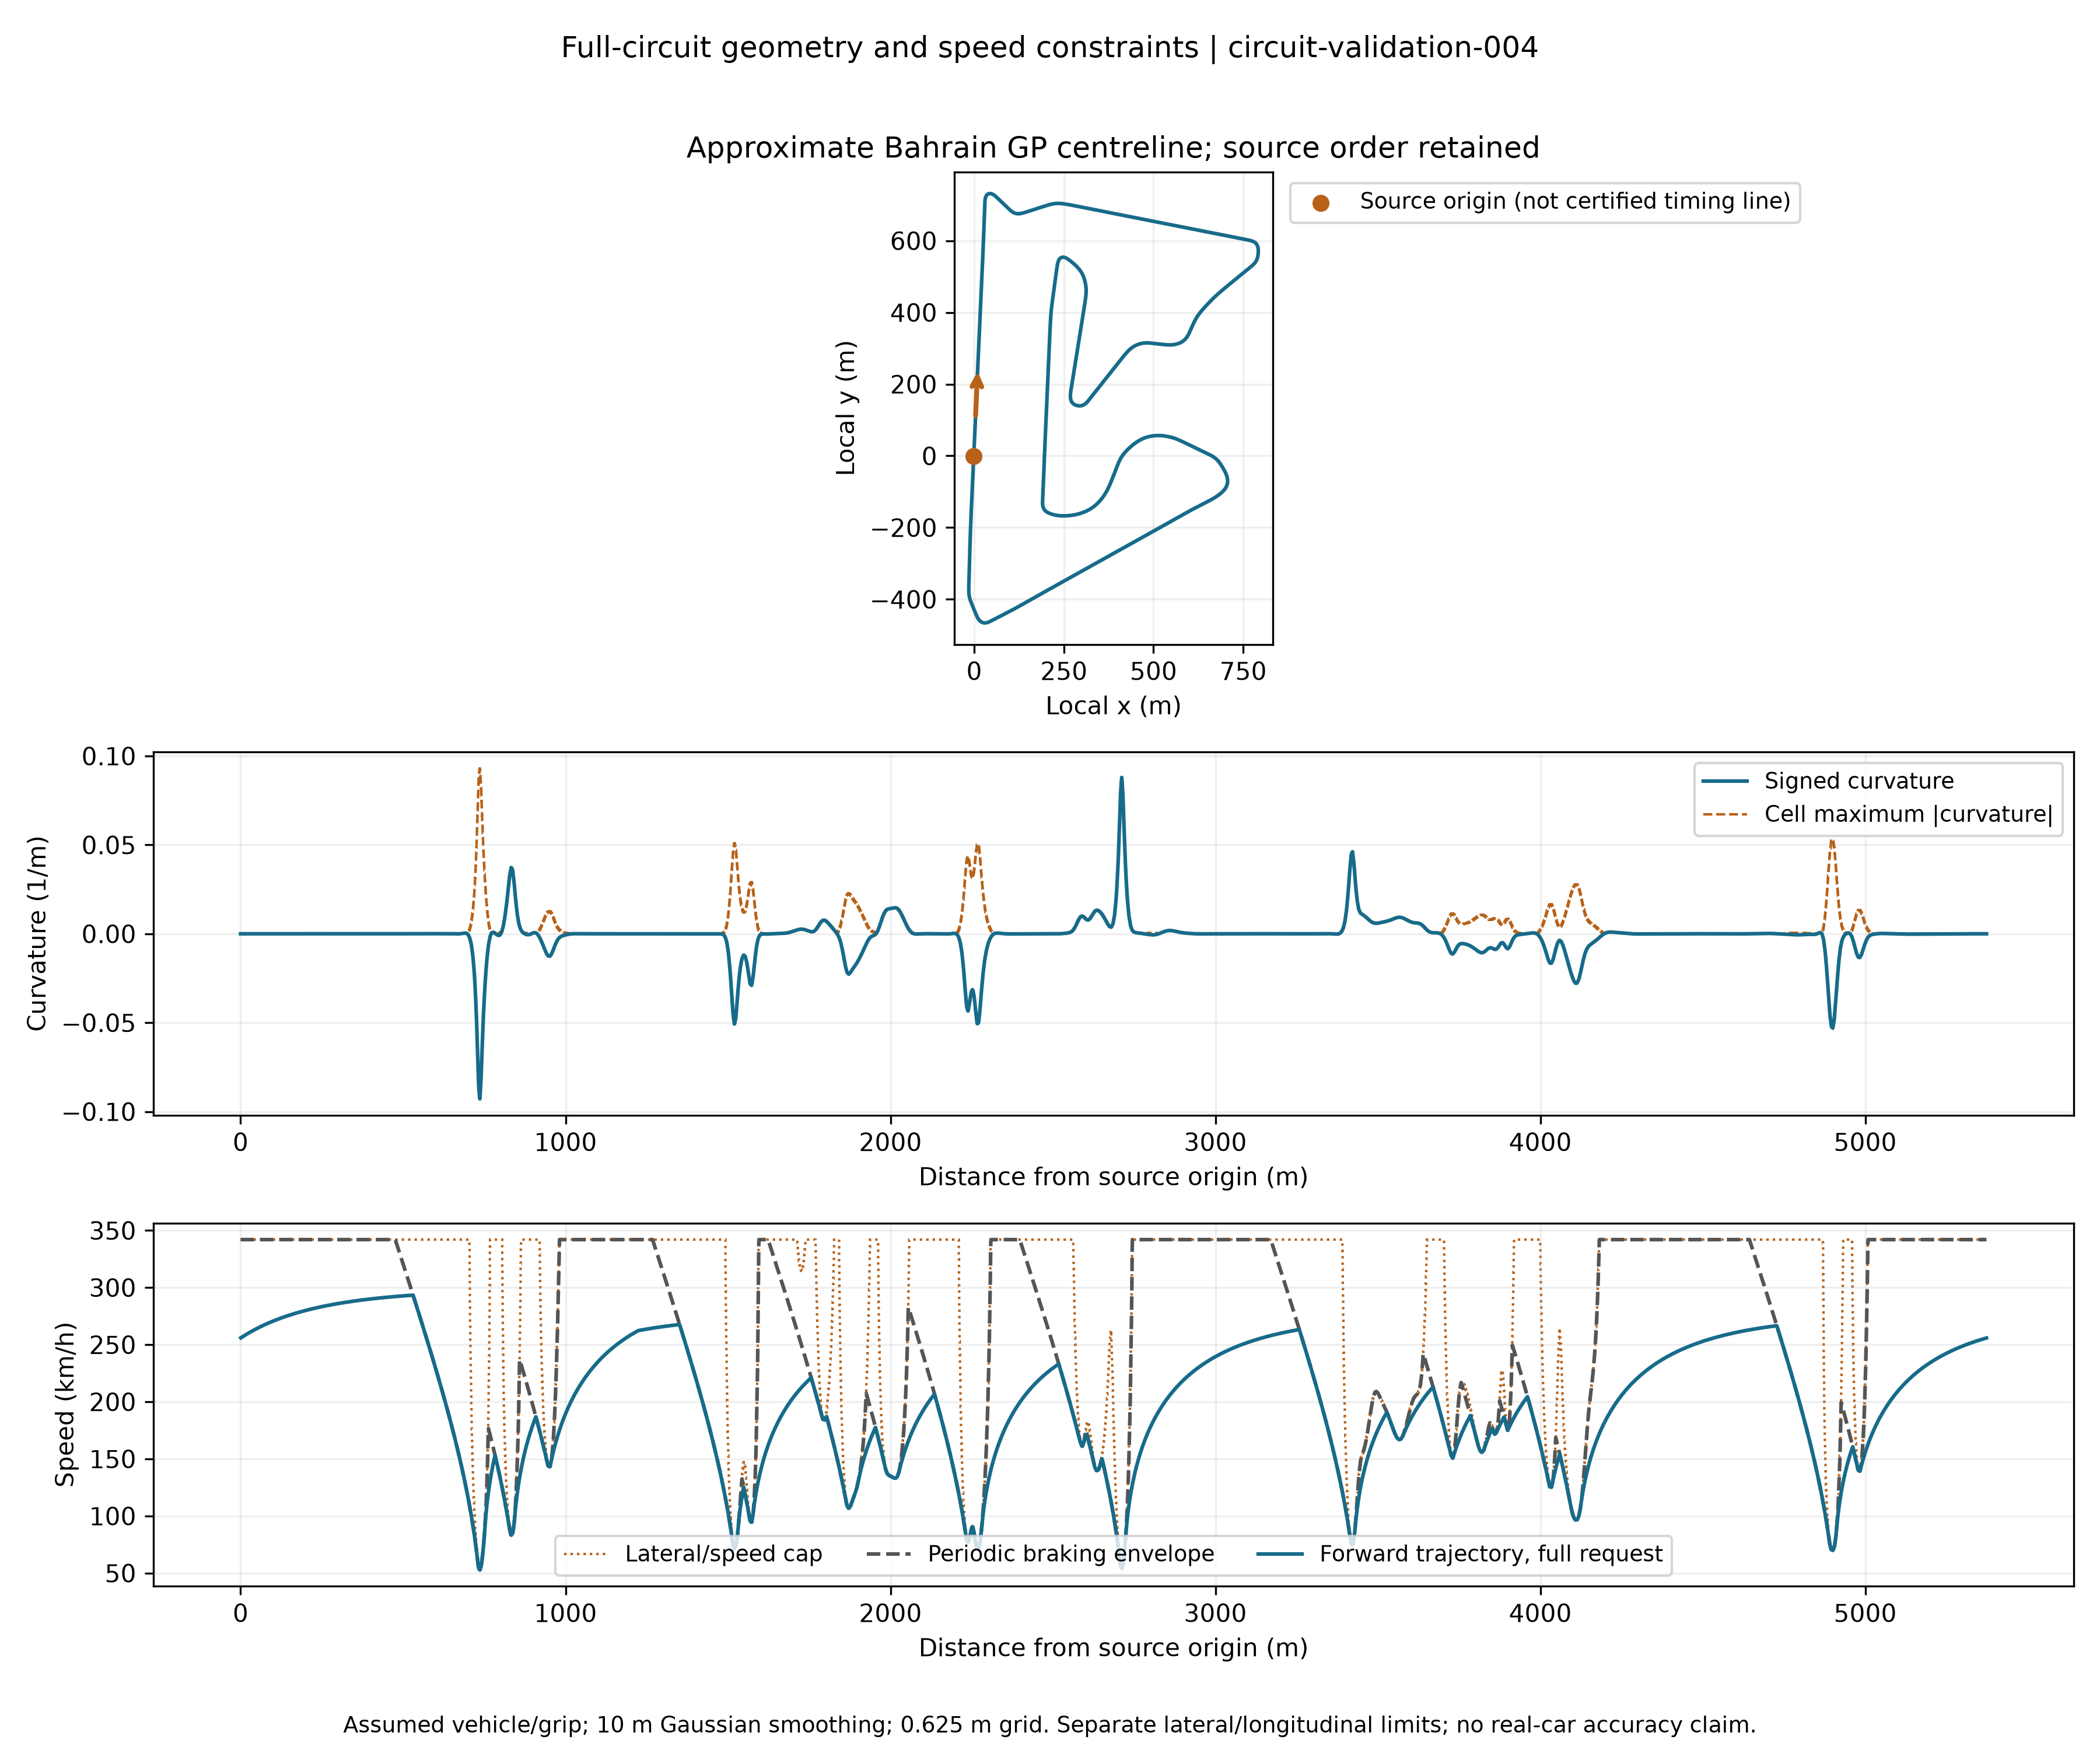 Full-circuit geometry and speed constraints | circuit-validation-004
Approximate Bahrain GP centreline; source order retained
Source origin (not certified timing line)
600
400
200
0
−200
−400
Local y (m)
0 250 500 750
Local x (m)
0.10
0.05
0.00
−0.05
−0.10
Curvature (1/m)
Signed curvature
Cell maximum |curvature|
0 1000 2000 3000 4000 5000
Distance from source origin (m)
350
300
250
200
150
100
50
Speed (km/h)
Lateral/speed cap Periodic braking envelope Forward trajectory, full request
0 1000 2000 3000 4000 5000
Distance from source origin (m)
Assumed vehicle/grip; 10 m Gaussian smoothing; 0.625 m grid. Separate lateral/longitudinal limits; no real-car accuracy claim.